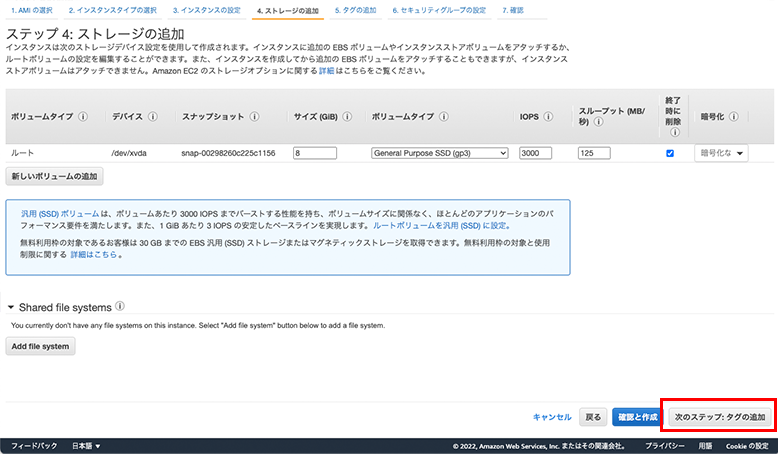 1. AMI の選択 2. インスタンスタイプの選択 3. インスタンスの設定 4. ストレージの追加 5. タグの追加 6. セキュリティグループの設定 7. 確認
ステップ 4: ストレージの追加
インスタンスは次のストレージデバイス設定を使用して作成されます。インスタンスに追加の EBS ボリュームやインスタンスストアボリュームをアタッチするか、
ルートボリュームの設定を編集することができます。また、インスタンスを作成してから追加の EBS ボリュームをアタッチすることもできますが、インスタンス
ストアボリュームはアタッチできません。Amazon EC2 のストレージオプションに関する 詳細 はこちらをご覧ください。
ボリュームタイプ デバイス スナップショット サイズ (GiB) ボリュームタイプ IOPS スループット (MB/秒) 終了時に削除 暗号化
ルート /dev/xvda snap-00298260c225c1156 8 General Purpose SSD (gp3) 3000 125 暗号化な
新しいボリュームの追加
汎用 (SSD) ボリューム は、ボリュームあたり 3000 IOPS までバーストする性能を持ち、ボリュームサイズに関係なく、ほとんどのアプリケーションのパ
フォーマンス要件を満たします。また、1 GiB あたり 3 IOPS の安定したベースラインを実現します。ルートボリュームを汎用 (SSD) に設定。
無料利用枠の対象であるお客様は 30 GB までの EBS 汎用 (SSD) ストレージまたはマグネティックストレージを取得できます。無料利用枠の対象と使用
制限に関する 詳細はこちら。
Shared file systems
You currently don't have any file systems on this instance. Select "Add file system" button below to add a file system.
Add file system
キャンセル 戻る 確認と作成 次のステップ: タグの追加
フィードバック 日本語 © 2022, Amazon Web Services, Inc. またはその関連会社。 プライバシー 用語 Cookie の設定